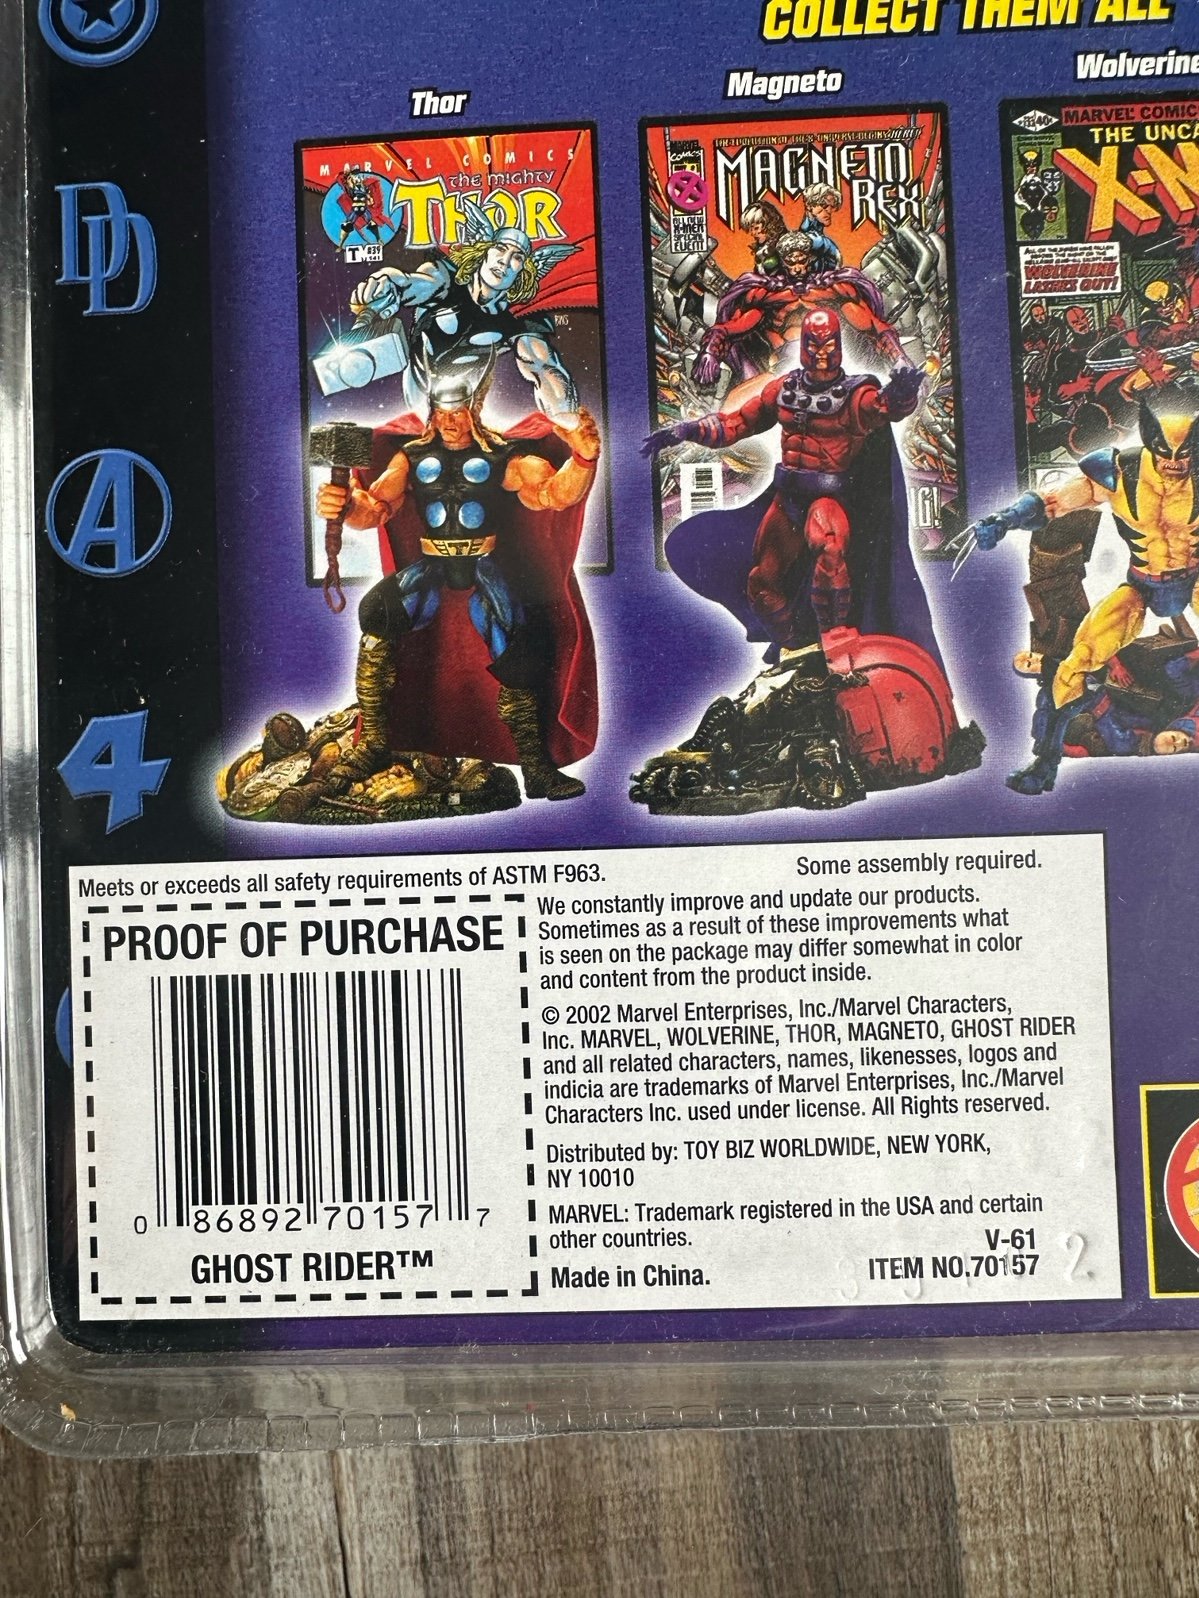 COLLECT THEM ALL
Thor
Magneto
Wolverine
MARVEL COMICS
THE MIGHTY
THOR
MARVEL COMICS
MAGNETO
REX
MARVEL COMIC
THE UNCA
X-M
WOLVERINE
LASHES OUT!
DD
A
4
Meets or exceeds all safety requirements of ASTM F963.
Some assembly required.
PROOF OF PURCHASE
0 86892 70157 7
GHOST RIDER™
We constantly improve and update our products.
Sometimes as a result of these improvements what
is seen on the package may differ somewhat in color
and content from the product inside.
© 2002 Marvel Enterprises, Inc./Marvel Characters,
Inc. MARVEL, WOLVERINE, THOR, MAGNETO, GHOST RIDER
and all related characters, names, likenesses, logos and
indicia are trademarks of Marvel Enterprises, Inc./Marvel
Characters Inc. used under license. All Rights reserved.
Distributed by: TOY BIZ WORLDWIDE, NEW YORK,
NY 10010
MARVEL: Trademark registered in the USA and certain
other countries.
V-61
Made in China.
ITEM NO.70157